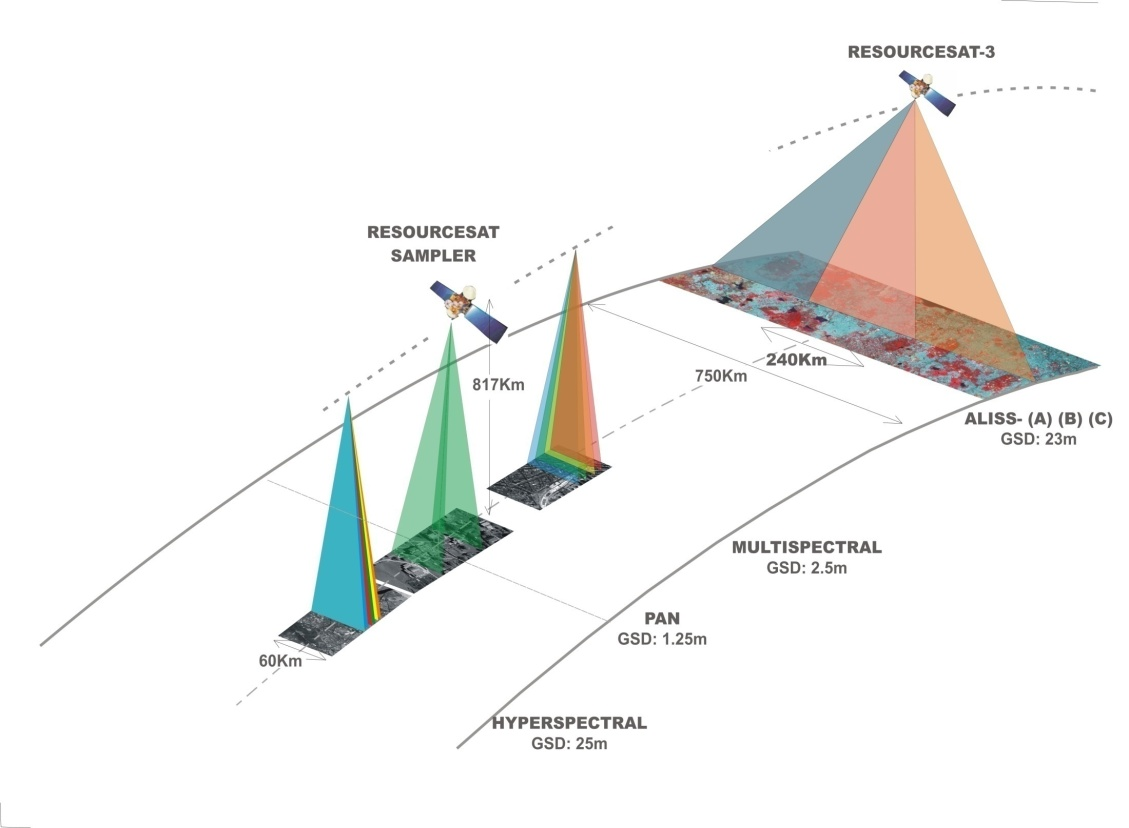 RESOURCESAT-3
RESOURCESAT
SAMPLER
817Km
750Km
240Km
ALISS- (A) (B) (C)
GSD: 23m
MULTISPECTRAL
GSD: 2.5m
PAN
GSD: 1.25m
60Km
HYPERSPECTRAL
GSD: 25m